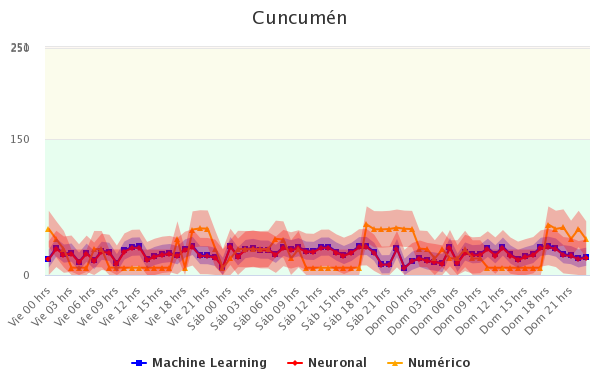 Cuncumén
250
150
0
Vie 00 hrs
Vie 03 hrs
Vie 06 hrs
Vie 09 hrs
Vie 12 hrs
Vie 15 hrs
Vie 18 hrs
Vie 21 hrs
Sáb 00 hrs
Sáb 03 hrs
Sáb 06 hrs
Sáb 09 hrs
Sáb 12 hrs
Sáb 15 hrs
Sáb 18 hrs
Sáb 21 hrs
Dom 00 hrs
Dom 03 hrs
Dom 06 hrs
Dom 09 hrs
Dom 12 hrs
Dom 15 hrs
Dom 18 hrs
Dom 21 hrs
Machine Learning Neuronal Numérico